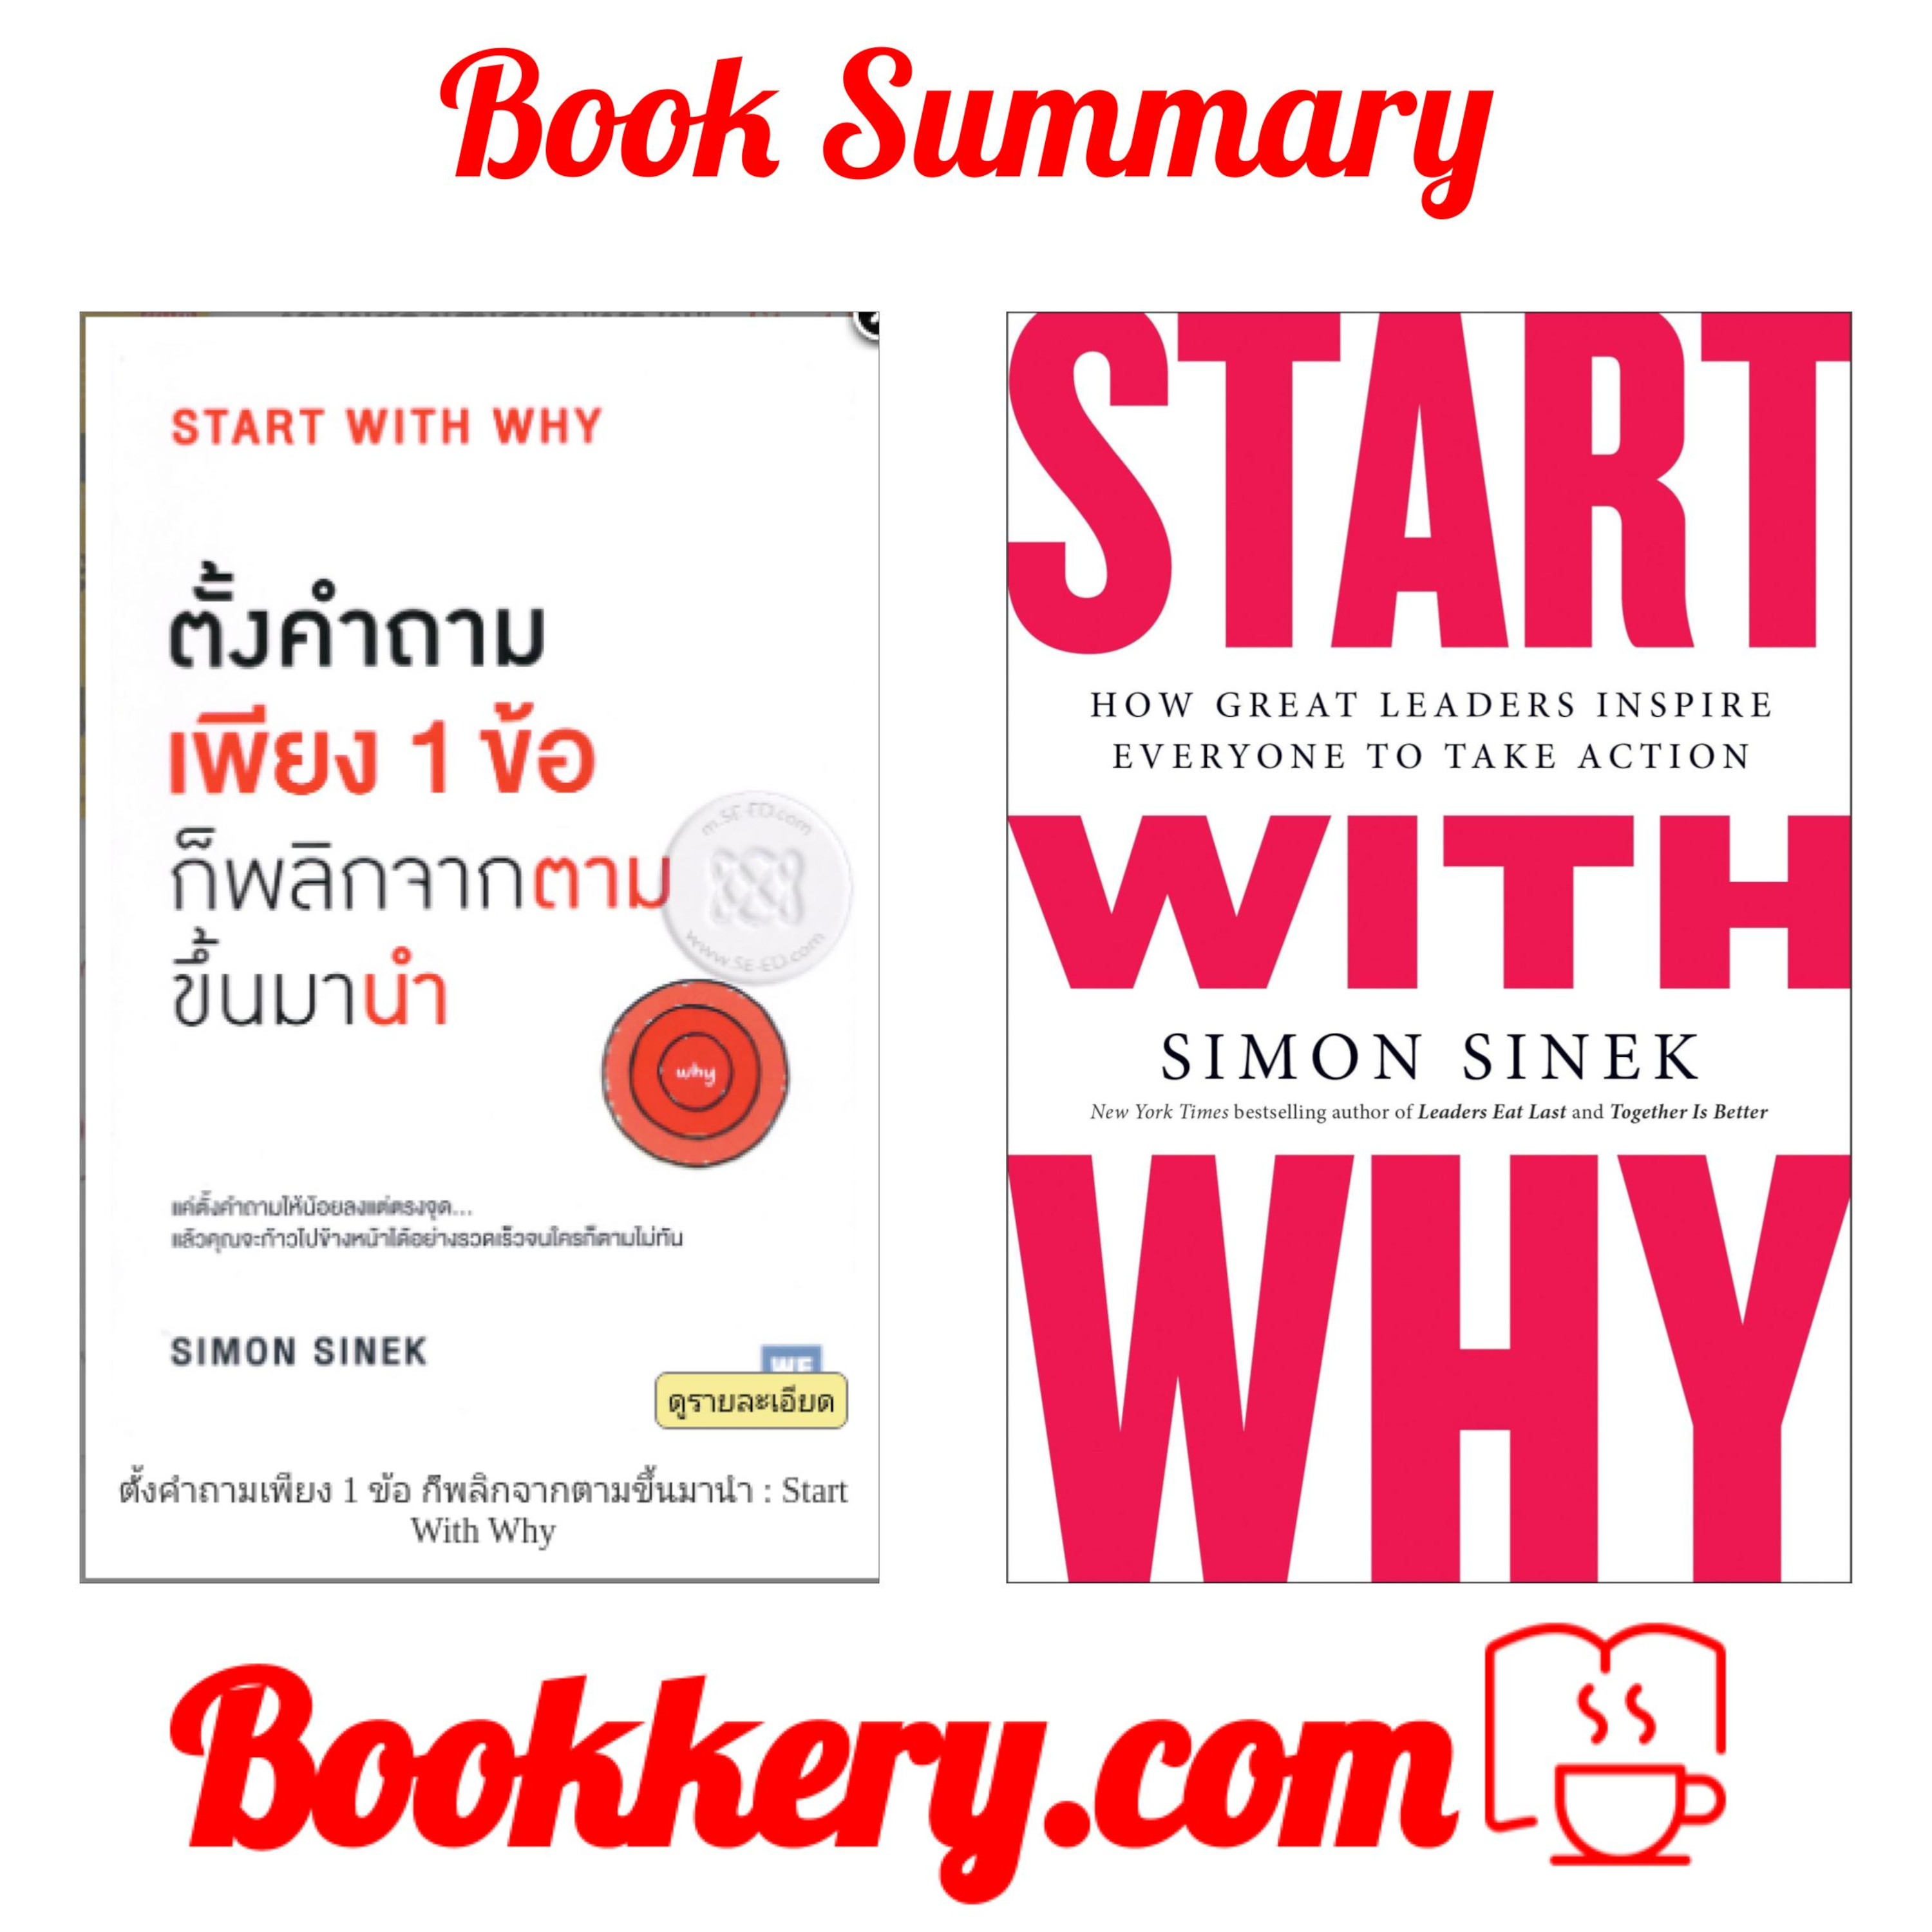 Book Summary
START WITH WHY
ตั้งคำถาม
เพียง 1 ข้อ
ก็พลิกจากตาม
ขึ้นมานำ
m.SE-ED.com
www.SE-ED.com
why
แค่ตั้งคำถามให้น้อยลงแต่ตรงจุด...
แล้วคุณจะก้าวไปข้างหน้าได้อย่างรวดเร็วจนใครก็ตามไม่ทัน
SIMON SINEK
WE
ดูรายละเอียด
ตั้งคำถามเพียง 1 ข้อ ก็พลิกจากตามขึ้นมานำ : Start
With Why
START
HOW GREAT LEADERS INSPIRE
EVERYONE TO TAKE ACTION
WITH
SIMON SINEK
New York Times bestselling author of Leaders Eat Last and Together Is Better
WHY
Bookkery.com